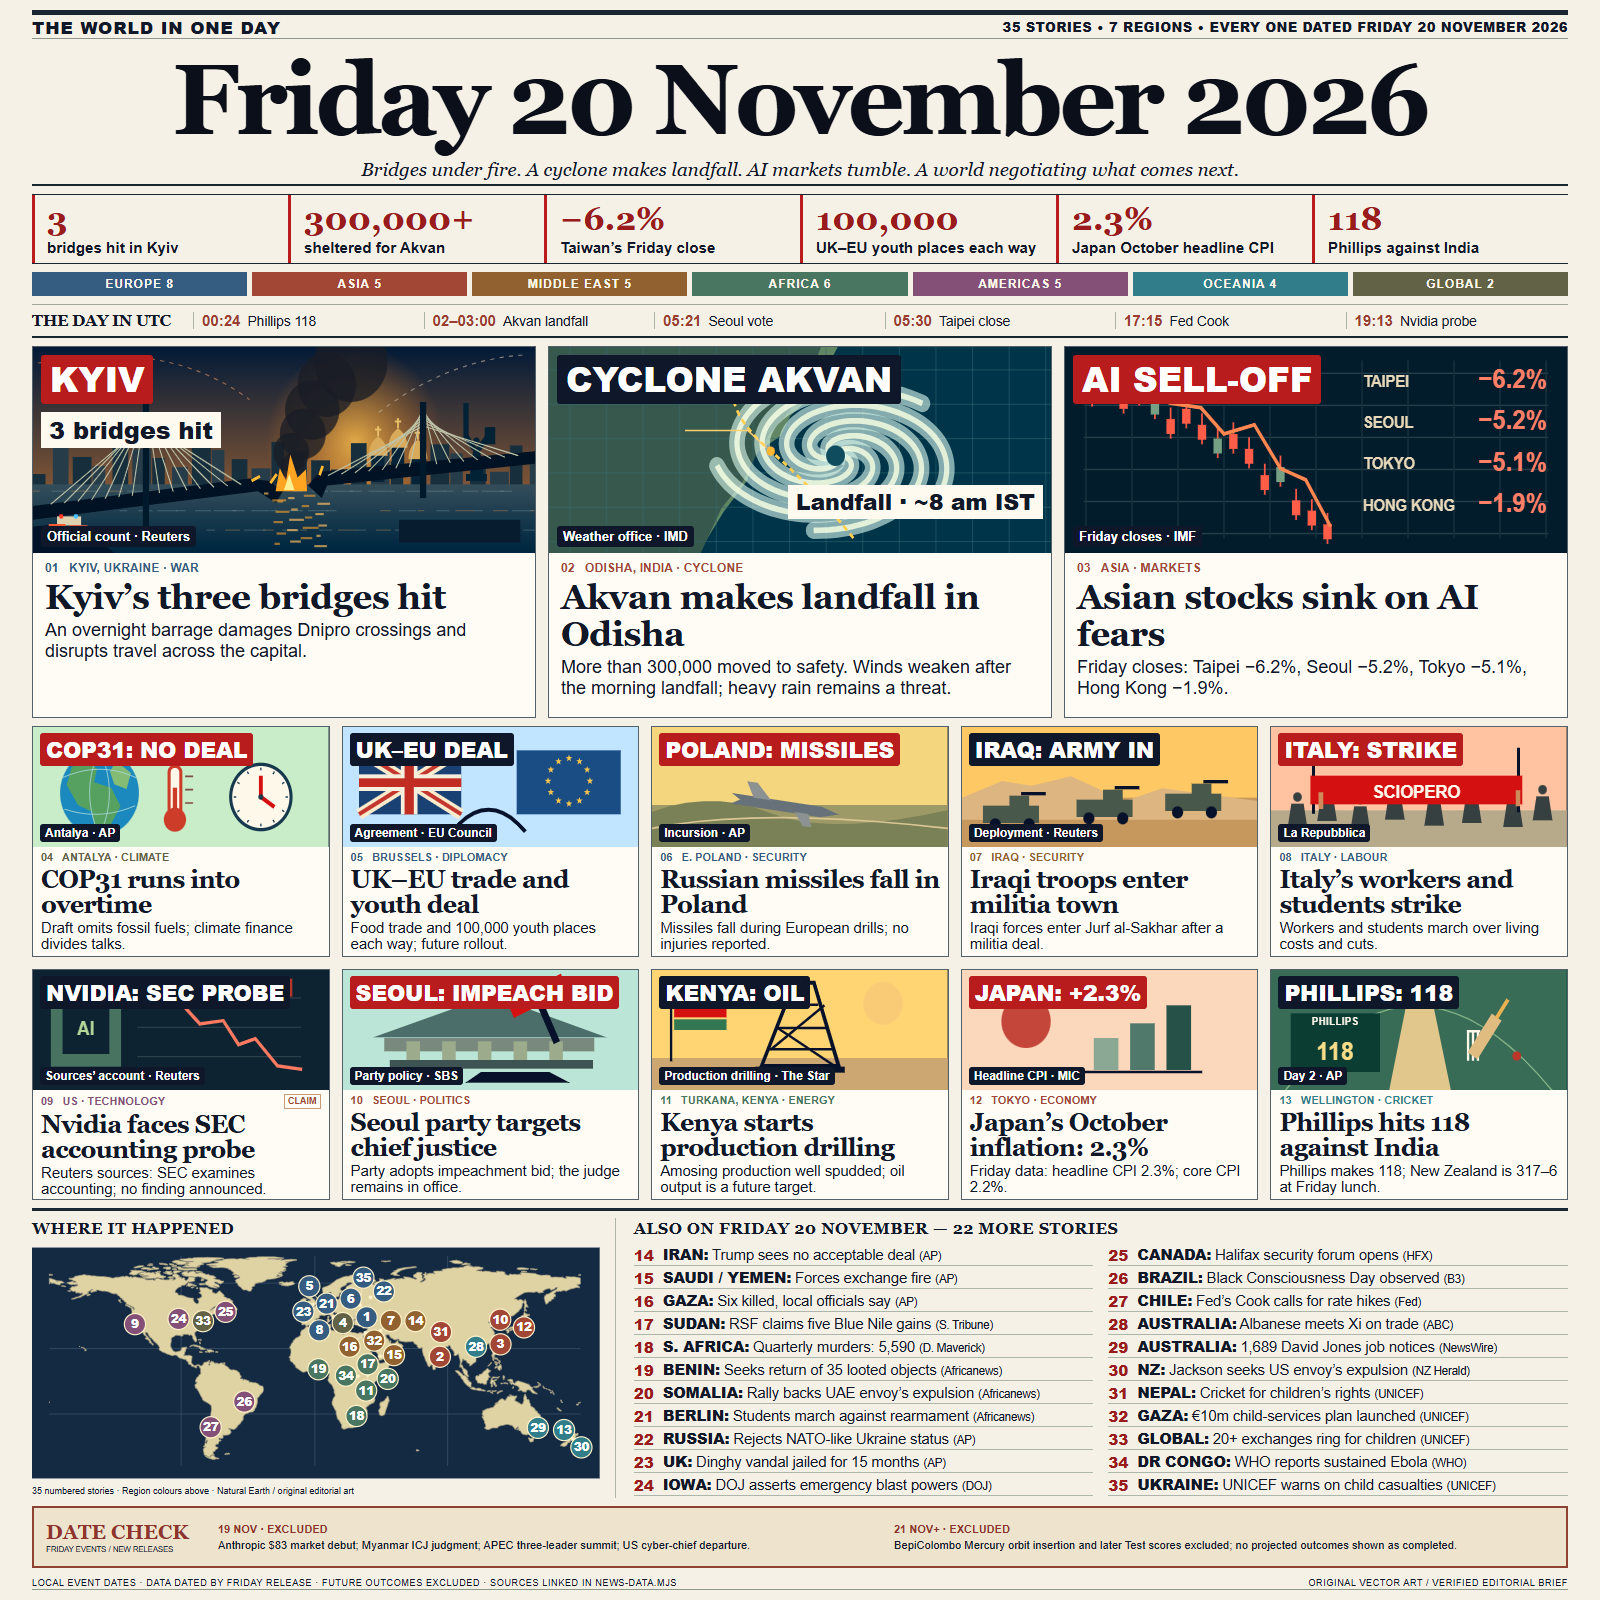 THE WORLD IN ONE DAY
35 STORIES • 7 REGIONS • EVERY ONE DATED FRIDAY 20 NOVEMBER 2026
Friday 20 November 2026
Bridges under fire. A cyclone makes landfall. AI markets tumble. A world negotiating what comes next.
3
bridges hit in Kyiv
300,000+
sheltered for Akvan
−6.2%
Taiwan’s Friday close
100,000
UK–EU youth places each way
2.3%
Japan October headline CPI
118
Phillips against India
EUROPE 8
ASIA 5
MIDDLE EAST 5
AFRICA 6
AMERICAS 5
OCEANIA 4
GLOBAL 2
THE DAY IN UTC
00:24 Phillips 118
02–03:00 Akvan landfall
05:21 Seoul vote
05:30 Taipei close
17:15 Fed Cook
19:13 Nvidia probe
KYIV
3 bridges hit
Official count · Reuters
01 KYIV, UKRAINE · WAR
Kyiv’s three bridges hit
An overnight barrage damages Dnipro crossings and
disrupts travel across the capital.
CYCLONE AKVAN
Landfall · ~8 am IST
Weather office · IMD
02 ODISHA, INDIA · CYCLONE
Akvan makes landfall in
Odisha
More than 300,000 moved to safety. Winds weaken after
the morning landfall; heavy rain remains a threat.
AI SELL-OFF
TAIPEI −6.2%
SEOUL −5.2%
TOKYO −5.1%
HONG KONG −1.9%
Friday closes · IMF
03 ASIA · MARKETS
Asian stocks sink on AI
fears
Friday closes: Taipei −6.2%, Seoul −5.2%, Tokyo −5.1%,
Hong Kong −1.9%.
COP31: NO DEAL
Antalya · AP
04 ANTALYA · CLIMATE
COP31 runs into
overtime
Draft omits fossil fuels; climate finance
divides talks.
UK–EU DEAL
Agreement · EU Council
05 BRUSSELS · DIPLOMACY
UK–EU trade and
youth deal
Food trade and 100,000 youth places
each way; future rollout.
POLAND: MISSILES
Incursion · AP
06 E. POLAND · SECURITY
Russian missiles fall in
Poland
Missiles fall during European drills; no
injuries reported.
IRAQ: ARMY IN
Deployment · Reuters
07 IRAQ · SECURITY
Iraqi troops enter
militia town
Iraqi forces enter Jurf al-Sakhar after a
militia deal.
ITALY: STRIKE
SCIOPERO
La Repubblica
08 ITALY · LABOUR
Italy’s workers and
students strike
Workers and students march over living
costs and cuts.
NVIDIA: SEC PROBE
AI
Sources’ account · Reuters
09 US · TECHNOLOGY
CLAIM
Nvidia faces SEC
accounting probe
Reuters sources: SEC examines
accounting; no finding announced.
SEOUL: IMPEACH BID
Party policy · SBS
10 SEOUL · POLITICS
Seoul party targets
chief justice
Party adopts impeachment bid; the judge
remains in office.
KENYA: OIL
Production drilling · The Star
11 TURKANA, KENYA · ENERGY
Kenya starts
production drilling
Amosing production well spudded; oil
output is a future target.
JAPAN: +2.3%
Headline CPI · MIC
12 TOKYO · ECONOMY
Japan’s October
inflation: 2.3%
Friday data: headline CPI 2.3%; core CPI
2.2%.
PHILLIPS: 118
PHILLIPS
118
Day 2 · AP
13 WELLINGTON · CRICKET
Phillips hits 118
against India
Phillips makes 118; New Zealand is 317–6
at Friday lunch.
WHERE IT HAPPENED
5 35 22 21 6 23 1 4 8 7 14 9 24 33 25 10 12 31 3 2 28 32 16 15 17 19 34 20 11 18 26 27 29 13 30
35 numbered stories · Region colours above · Natural Earth / original editorial art
ALSO ON FRIDAY 20 NOVEMBER — 22 MORE STORIES
14 IRAN: Trump sees no acceptable deal (AP)
15 SAUDI / YEMEN: Forces exchange fire (AP)
16 GAZA: Six killed, local officials say (AP)
17 SUDAN: RSF claims five Blue Nile gains (S. Tribune)
18 S. AFRICA: Quarterly murders: 5,590 (D. Maverick)
19 BENIN: Seeks return of 35 looted objects (Africanews)
20 SOMALIA: Rally backs UAE envoy’s expulsion (Africanews)
21 BERLIN: Students march against rearmament (Africanews)
22 RUSSIA: Rejects NATO-like Ukraine status (AP)
23 UK: Dinghy vandal jailed for 15 months (AP)
24 IOWA: DOJ asserts emergency blast powers (DOJ)
25 CANADA: Halifax security forum opens (HFX)
26 BRAZIL: Black Consciousness Day observed (B3)
27 CHILE: Fed’s Cook calls for rate hikes (Fed)
28 AUSTRALIA: Albanese meets Xi on trade (ABC)
29 AUSTRALIA: 1,689 David Jones job notices (NewsWire)
30 NZ: Jackson seeks US envoy’s expulsion (NZ Herald)
31 NEPAL: Cricket for children’s rights (UNICEF)
32 GAZA: €10m child-services plan launched (UNICEF)
33 GLOBAL: 20+ exchanges ring for children (UNICEF)
34 DR CONGO: WHO reports sustained Ebola (WHO)
35 UKRAINE: UNICEF warns on child casualties (UNICEF)
DATE CHECK
FRIDAY EVENTS / NEW RELEASES
19 NOV · EXCLUDED
Anthropic $83 market debut; Myanmar ICJ judgment; APEC three-leader summit; US cyber-chief departure.
21 NOV+ · EXCLUDED
BepiColombo Mercury orbit insertion and later Test scores excluded; no projected outcomes shown as completed.
LOCAL EVENT DATES · DATA DATED BY FRIDAY RELEASE · FUTURE OUTCOMES EXCLUDED · SOURCES LINKED IN NEWS-DATA.MJS
ORIGINAL VECTOR ART / VERIFIED EDITORIAL BRIEF